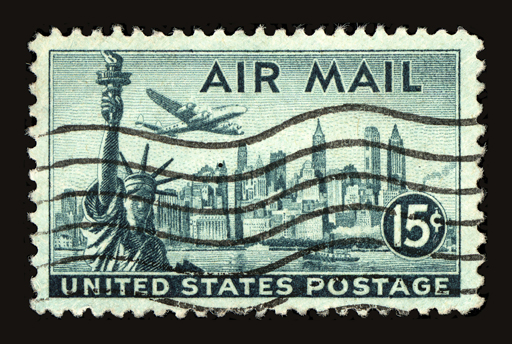 AIR MAIL
15¢
UNITED STATES POSTAGE